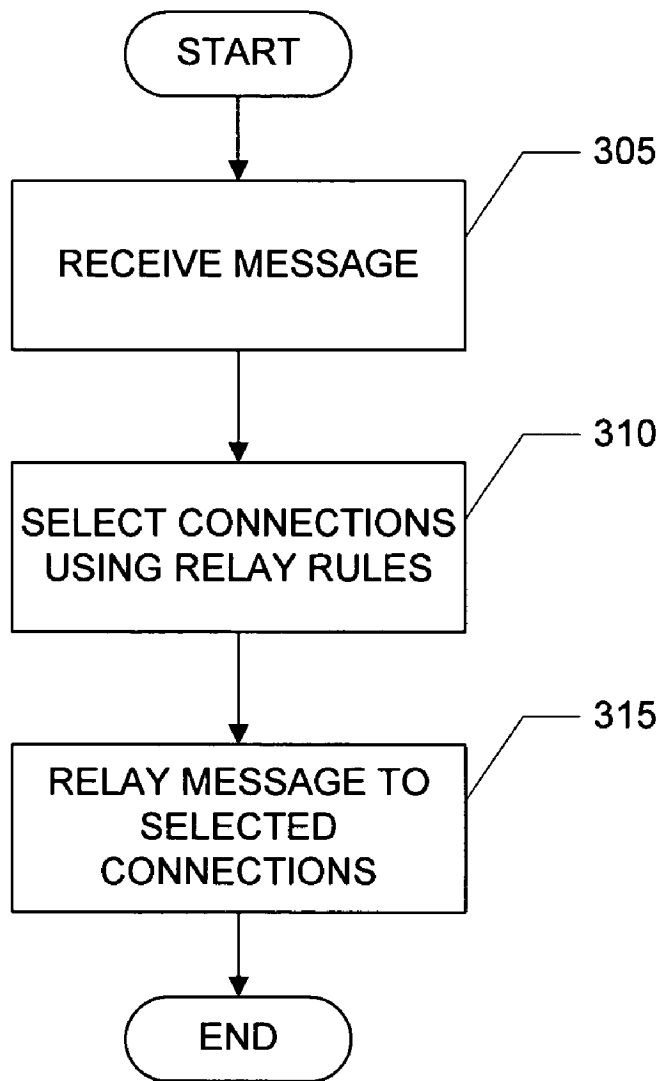 START
305
RECEIVE MESSAGE
310
SELECT CONNECTIONS
USING RELAY RULES
315
RELAY MESSAGE TO
SELECTED
CONNECTIONS
END